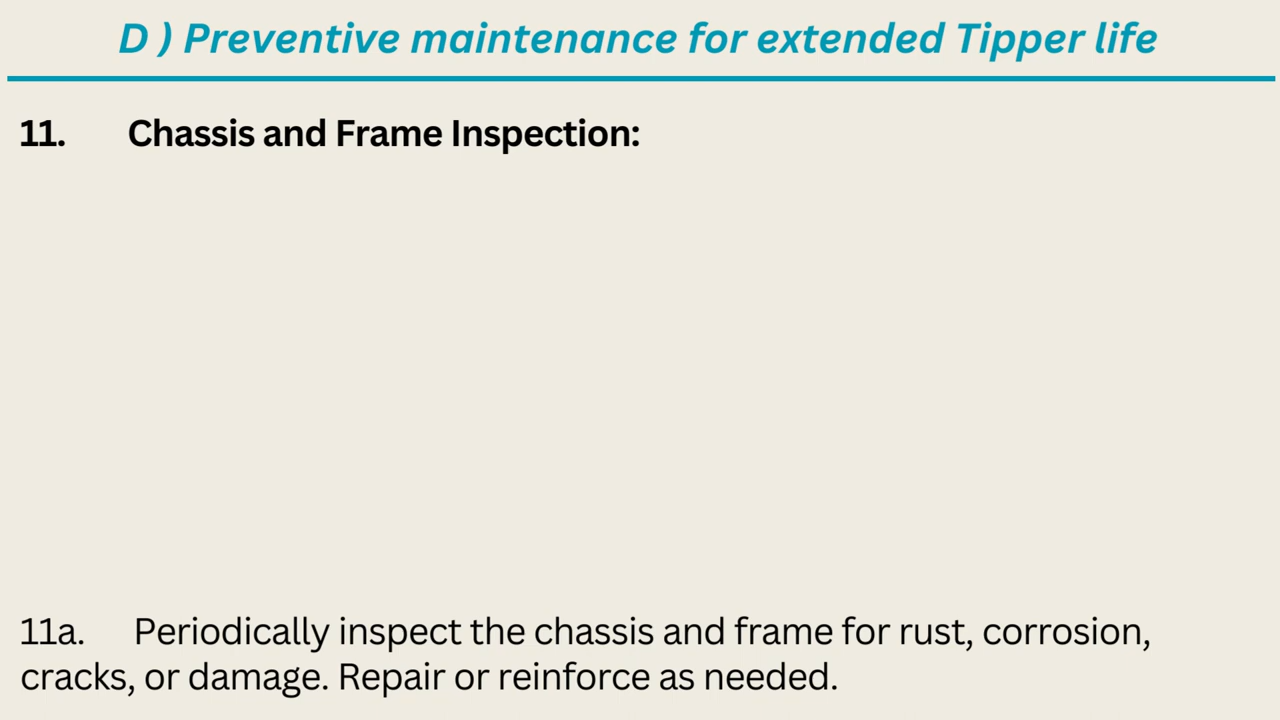 D ) Preventive maintenance for extended Tipper life
11. Chassis and Frame Inspection:
11a. Periodically inspect the chassis and frame for rust, corrosion,
cracks, or damage. Repair or reinforce as needed.